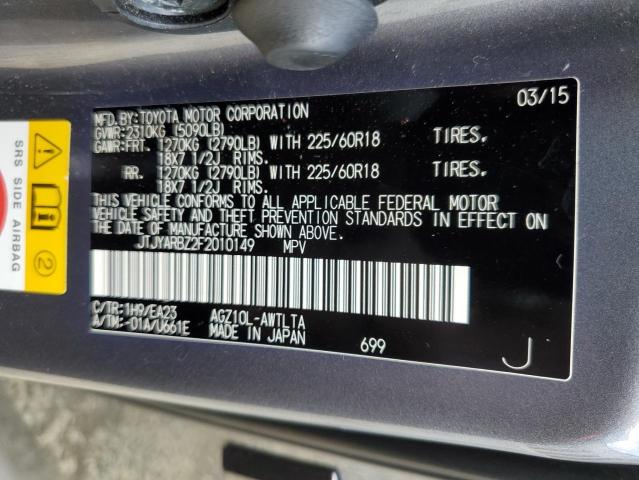 MFD. BY: TOYOTA MOTOR CORPORATION 03/15
GVWR: 2310KG (5090LB)
GAWR: FRT. 1270KG (2790LB) WITH 225/60R18 TIRES.
18X7 1/2J RIMS.
RR. 1270KG (2790LB) WITH 225/60R18 TIRES.
18X7 1/2J RIMS.
THIS VEHICLE CONFORMS TO ALL APPLICABLE FEDERAL MOTOR
VEHICLE SAFETY AND THEFT PREVENTION STANDARDS IN EFFECT ON
THE DATE OF MANUFACTURE SHOWN ABOVE.
JTJYARBZ2F2010149 MPV
C/TR: 1H9/EA23 AGZ10L-AWTLTA
A/TM: -01A/U661E MADE IN JAPAN
699
J
SRS SIDE AIRBAG
2